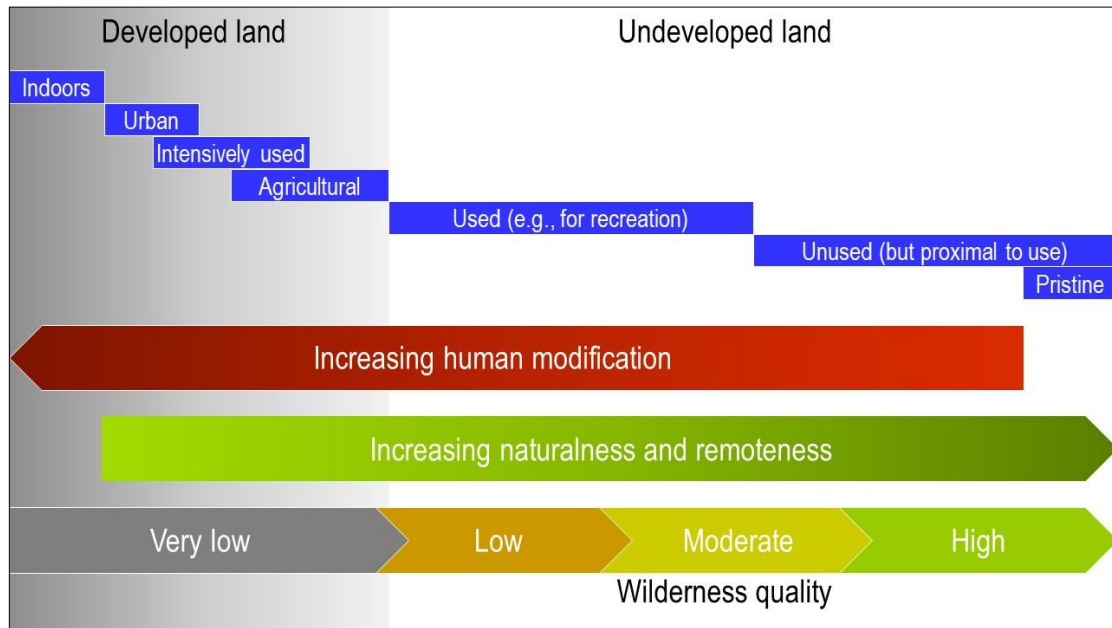 Developed land
Undeveloped land
Indoors
Urban
Intensively used
Agricultural
Used (e.g., for recreation)
Unused (but proximal to use)
Pristine
Increasing human modification
Increasing naturalness and remoteness
Very low
Low
Moderate
High
Wilderness quality